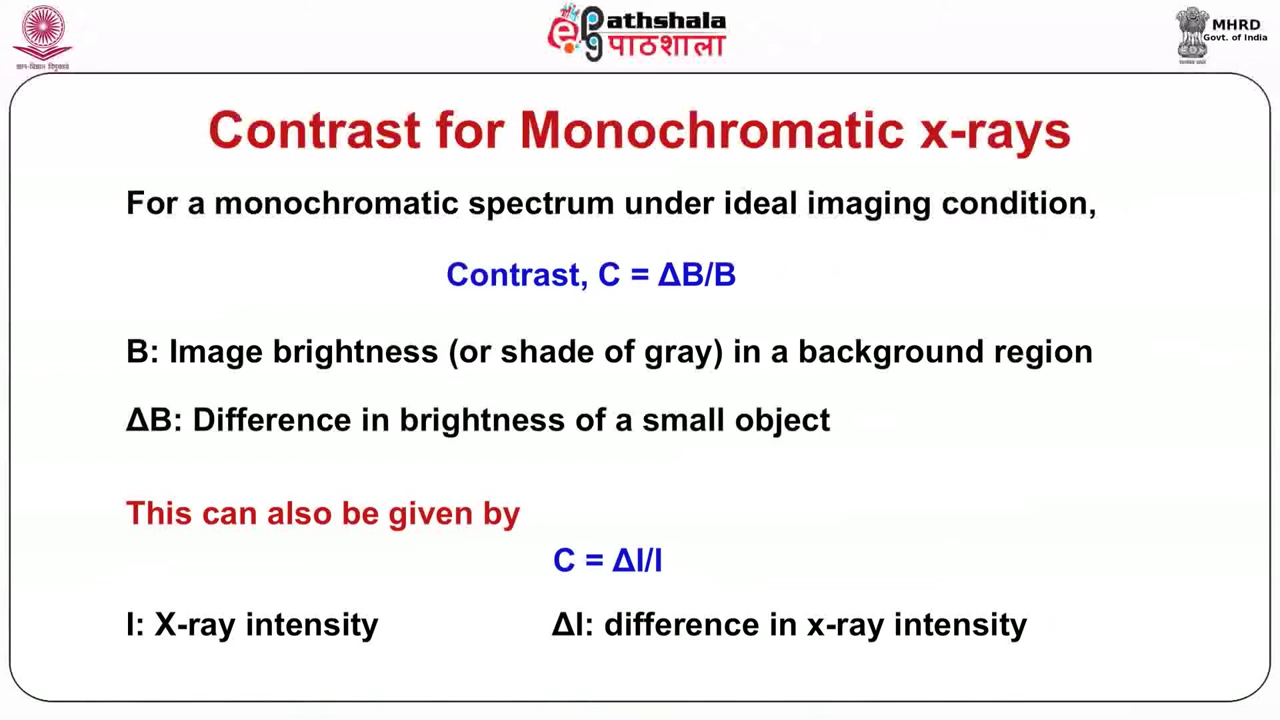 ePathshala
पाठशाला
MHRD
Govt. of India
Contrast for Monochromatic x-rays
For a monochromatic spectrum under ideal imaging condition,
Contrast, C = ΔB/B
B: Image brightness (or shade of gray) in a background region
ΔB: Difference in brightness of a small object
This can also be given by
C = ΔI/I
I: X-ray intensity ΔI: difference in x-ray intensity